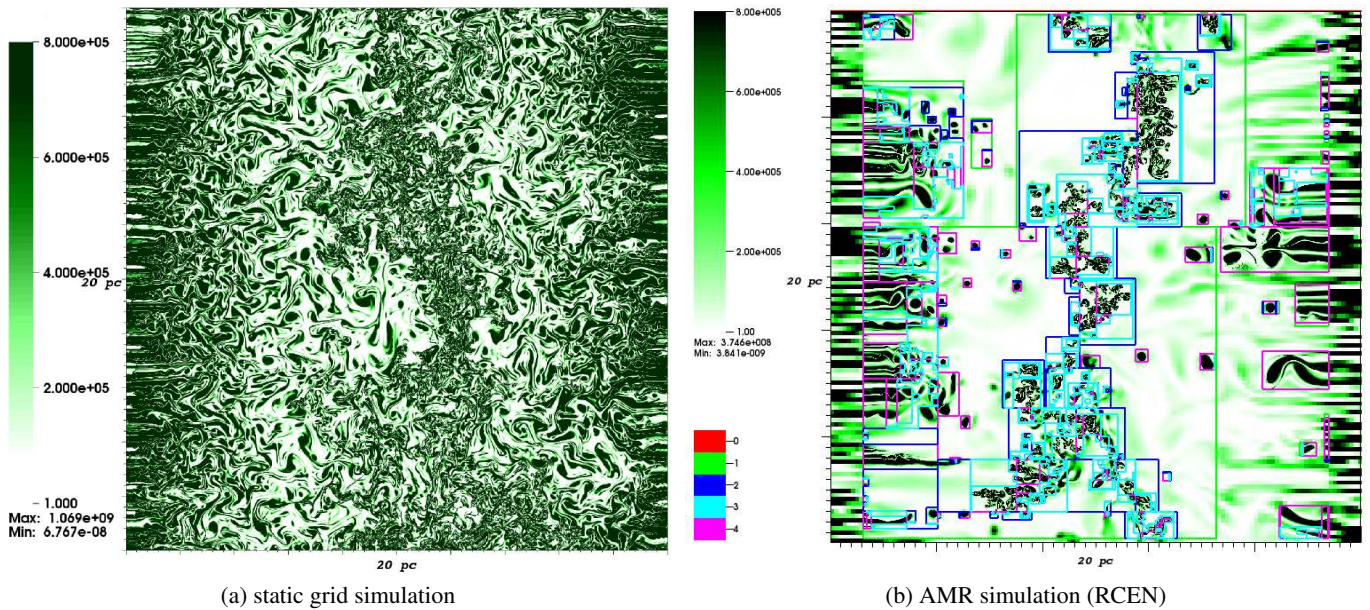 8.000e+05
6.000e+05
4.000e+05
20 pc
2.000e+05
1.000
Max: 1.069e+09
Min: 6.767e-08
20 pc
(a) static grid simulation
8.00e+005
6.00e+005
4.00e+005
2.00e+005
1.00
Max: 3.746e+008
Min: 3.841e-009
0
1
2
3
4
20 pc
20 pc
(b) AMR simulation (RCEN)